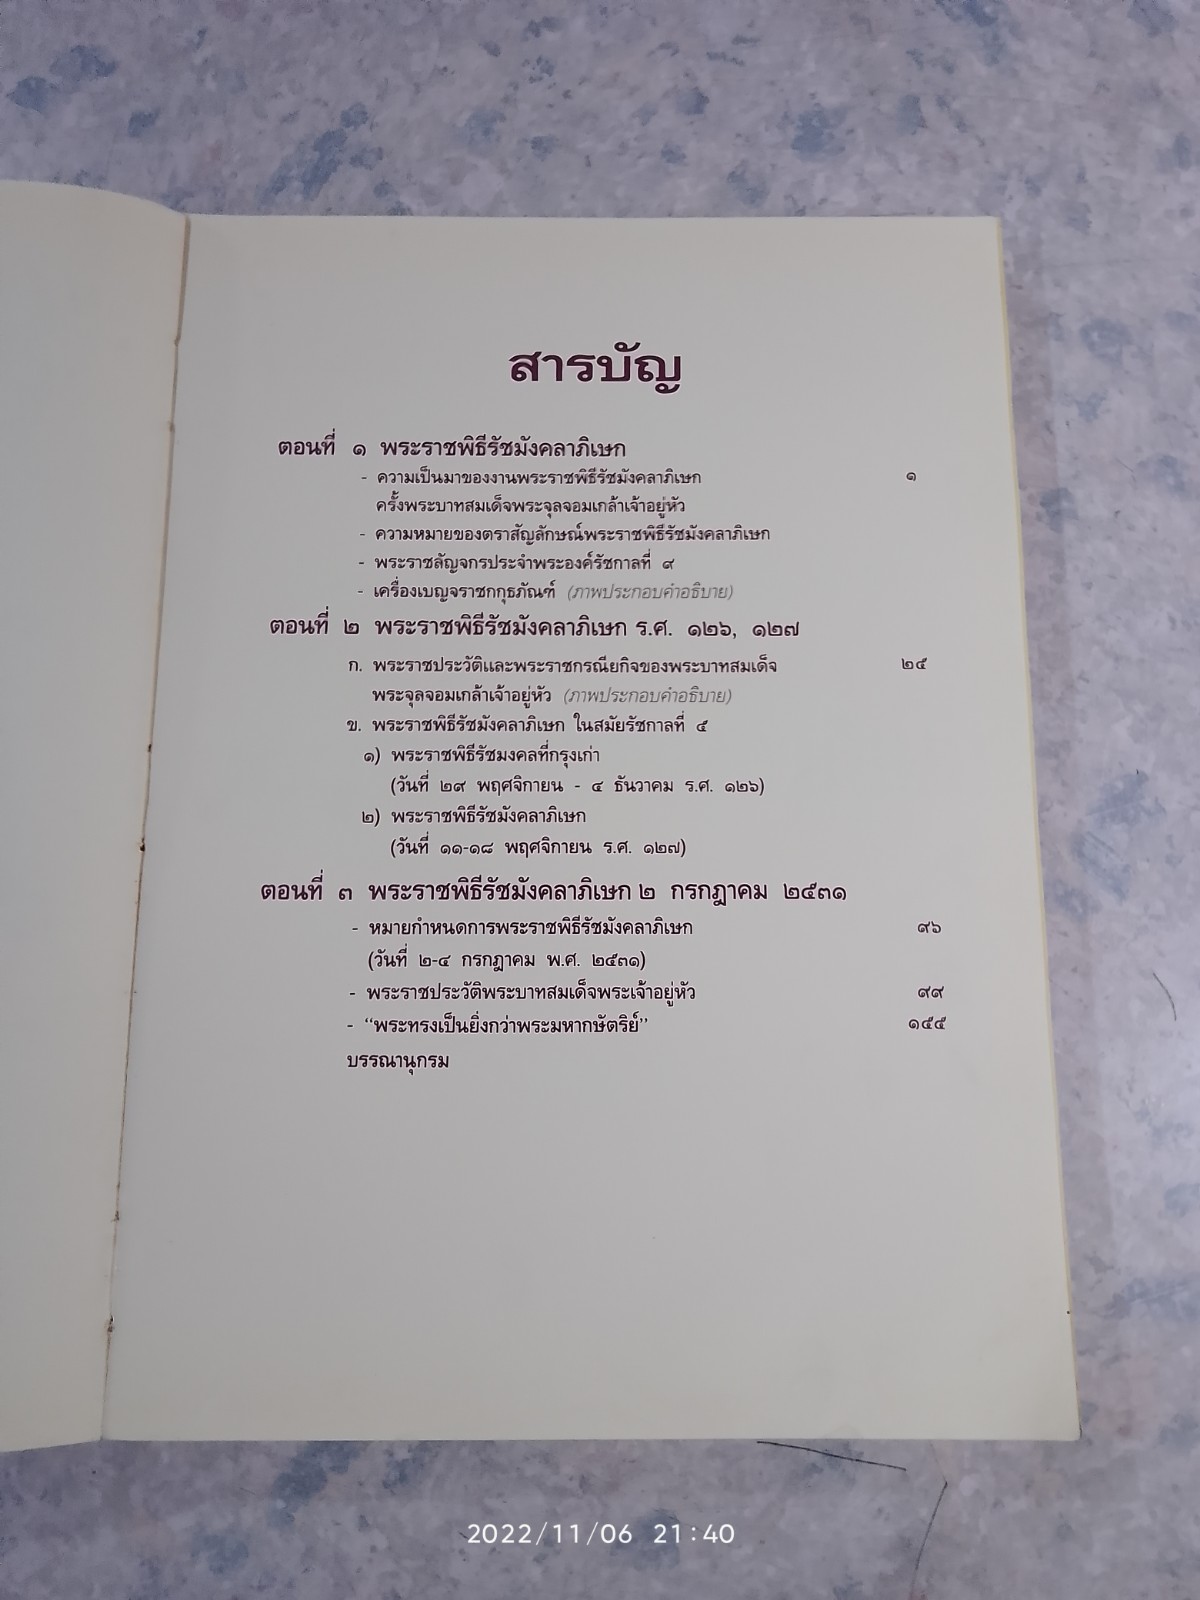 สารบัญ
ตอนที่ ๑ พระราชพิธีรัชมังคลาภิเษก
- ความเป็นมาของงานพระราชพิธีรัชมังคลาภิเษก ๑
ครั้งพระบาทสมเด็จพระจุลจอมเกล้าเจ้าอยู่หัว
- ความหมายของตราสัญลักษณ์พระราชพิธีรัชมังคลาภิเษก
- พระราชลัญจกรประจำพระองค์รัชกาลที่ ๙
- เครื่องเบญจราชกกุธภัณฑ์ (ภาพประกอบคำอธิบาย)
ตอนที่ ๒ พระราชพิธีรัชมังคลาภิเษก ร.ศ. ๑๒๖, ๑๒๗
ก. พระราชประวัติและพระราชกรณียกิจของพระบาทสมเด็จ ๒๕
พระจุลจอมเกล้าเจ้าอยู่หัว (ภาพประกอบคำอธิบาย)
ข. พระราชพิธีรัชมังคลาภิเษก ในสมัยรัชกาลที่ ๕
๑) พระราชพิธีรัชมงคลที่กรุงเก่า
(วันที่ ๒๙ พฤศจิกายน - ๔ ธันวาคม ร.ศ. ๑๒๖)
๒) พระราชพิธีรัชมังคลาภิเษก
(วันที่ ๑๑-๑๘ พฤศจิกายน ร.ศ. ๑๒๗)
ตอนที่ ๓ พระราชพิธีรัชมังคลาภิเษก ๒ กรกฎาคม ๒๕๓๑
- หมายกำหนดการพระราชพิธีรัชมังคลาภิเษก ๙๖
(วันที่ ๒-๔ กรกฎาคม พ.ศ. ๒๕๓๑)
- พระราชประวัติพระบาทสมเด็จพระเจ้าอยู่หัว ๙๙
- “พระทรงเป็นยิ่งกว่าพระมหากษัตริย์” ๑๕๕
บรรณานุกรม
2022/11/06 21:40